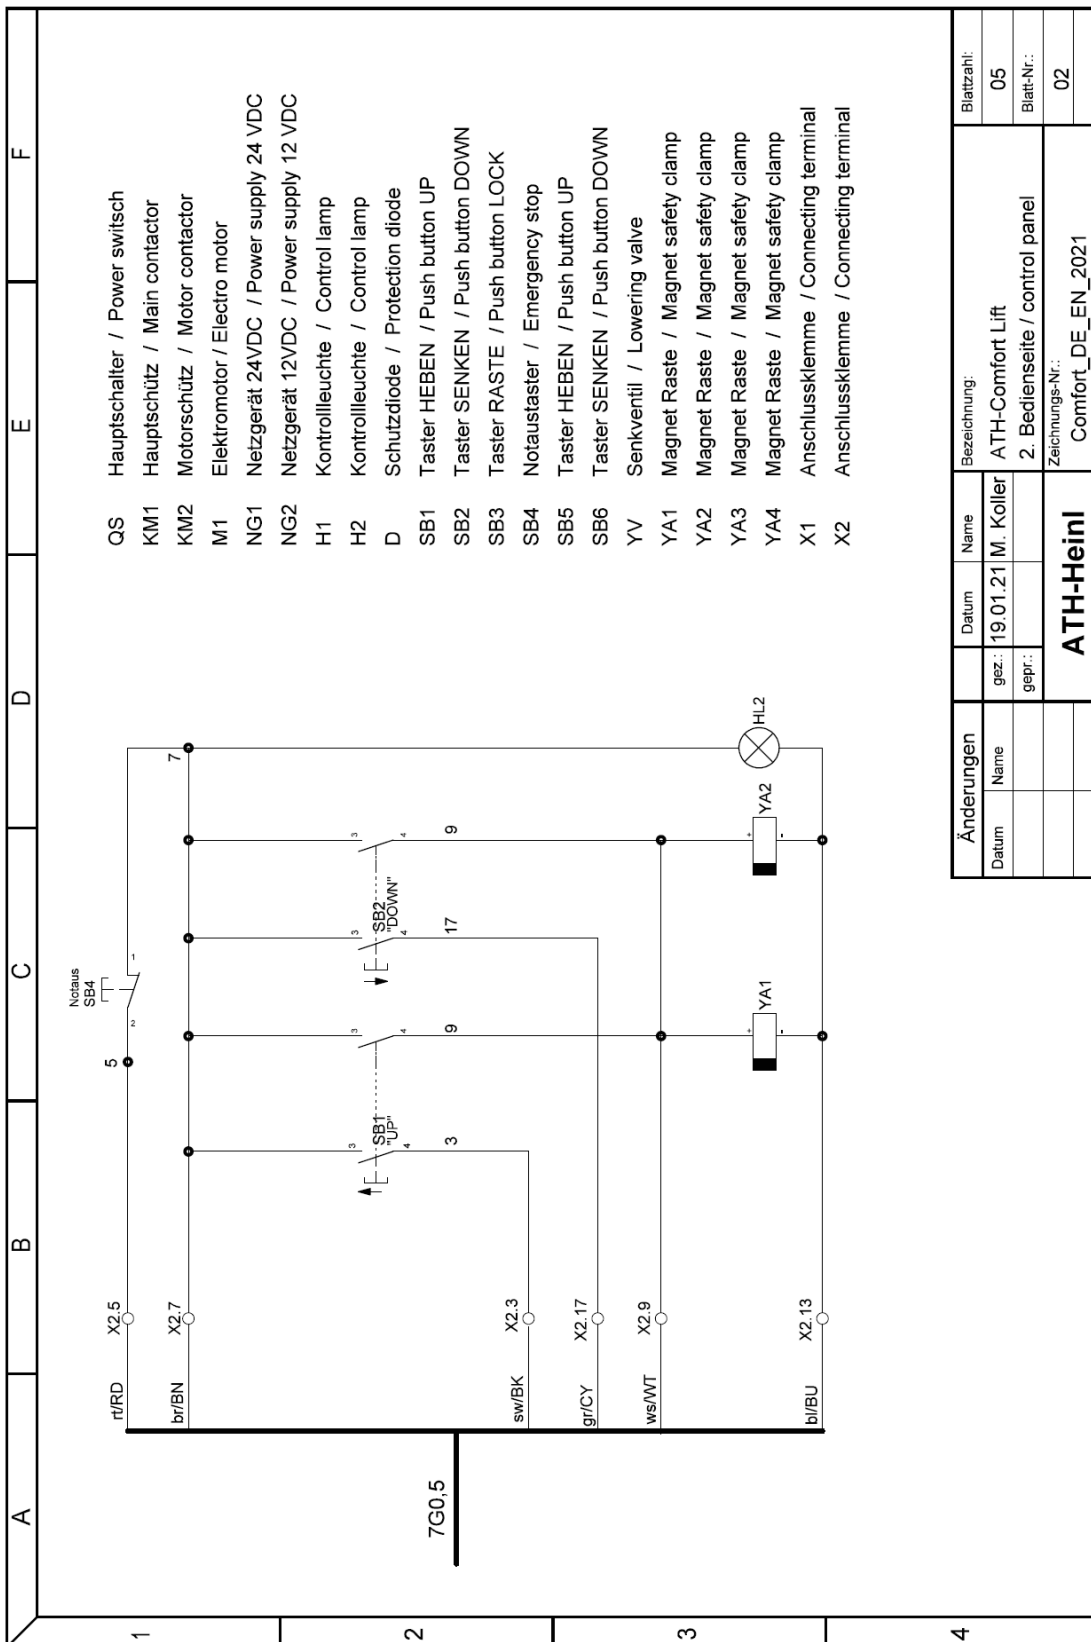 A
B
C
D
E
F
1
2
3
4
7G0,5
rt/RD
X2.5
br/BN
X2.7
sw/BK
X2.3
gr/CY
X2.17
ws/WT
X2.9
bl/BU
X2.13
5
Notaus
SB4
2
1
7
3
SB1
"UP"
4
3
3
4
9
3
SB2
"DOWN"
4
17
3
4
9
+
YA1
-
+
YA2
-
HL2
QS Hauptschalter / Power switsch
KM1 Hauptschütz / Main contactor
KM2 Motorschütz / Motor contactor
M1 Elektromotor / Electro motor
NG1 Netzgerät 24VDC / Power supply 24 VDC
NG2 Netzgerät 12VDC / Power supply 12 VDC
H1 Kontrollleuchte / Control lamp
H2 Kontrollleuchte / Control lamp
D Schutzdiode / Protection diode
SB1 Taster HEBEN / Push button UP
SB2 Taster SENKEN / Push button DOWN
SB3 Taster RASTE / Push button LOCK
SB4 Notaustaster / Emergency stop
SB5 Taster HEBEN / Push button UP
SB6 Taster SENKEN / Push button DOWN
YV Senkventil / Lowering valve
YA1 Magnet Raste / Magnet safety clamp
YA2 Magnet Raste / Magnet safety clamp
YA3 Magnet Raste / Magnet safety clamp
YA4 Magnet Raste / Magnet safety clamp
X1 Anschlussklemme / Connecting terminal
X2 Anschlussklemme / Connecting terminal
Änderungen
Datum Name
Datum Name
gez.: 19.01.21 M. Koller
gepr.:
ATH-Heinl
Bezeichnung:
ATH-Comfort Lift
2. Bedienseite / control panel
Zeichnungs-Nr.:
Comfort_DE_EN_2021
Blattzahl:
05
Blatt-Nr.:
02